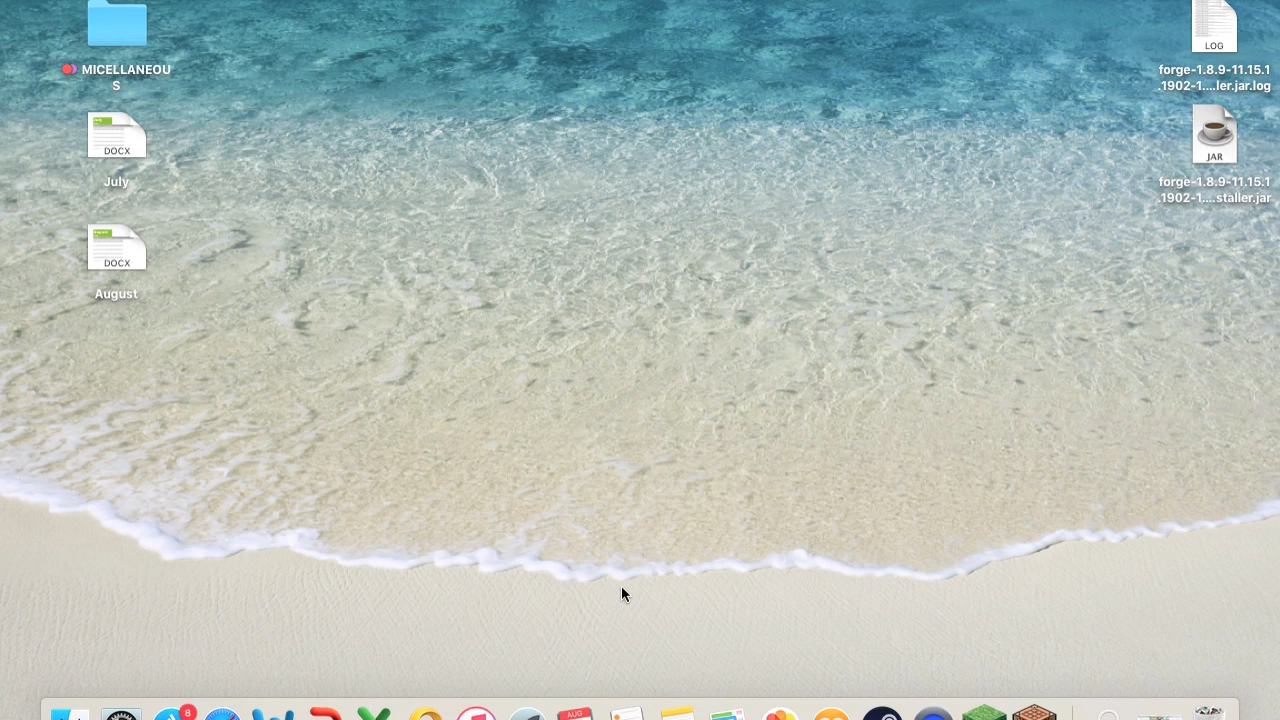 MICELLANEOU
S
DOCX
July
DOCX
August
LOG
forge-1.8.9-11.15.1
.1902-1....ler.jar.log
JAR
forge-1.8.9-11.15.1
.1902-1....staller.jar
8
AUG